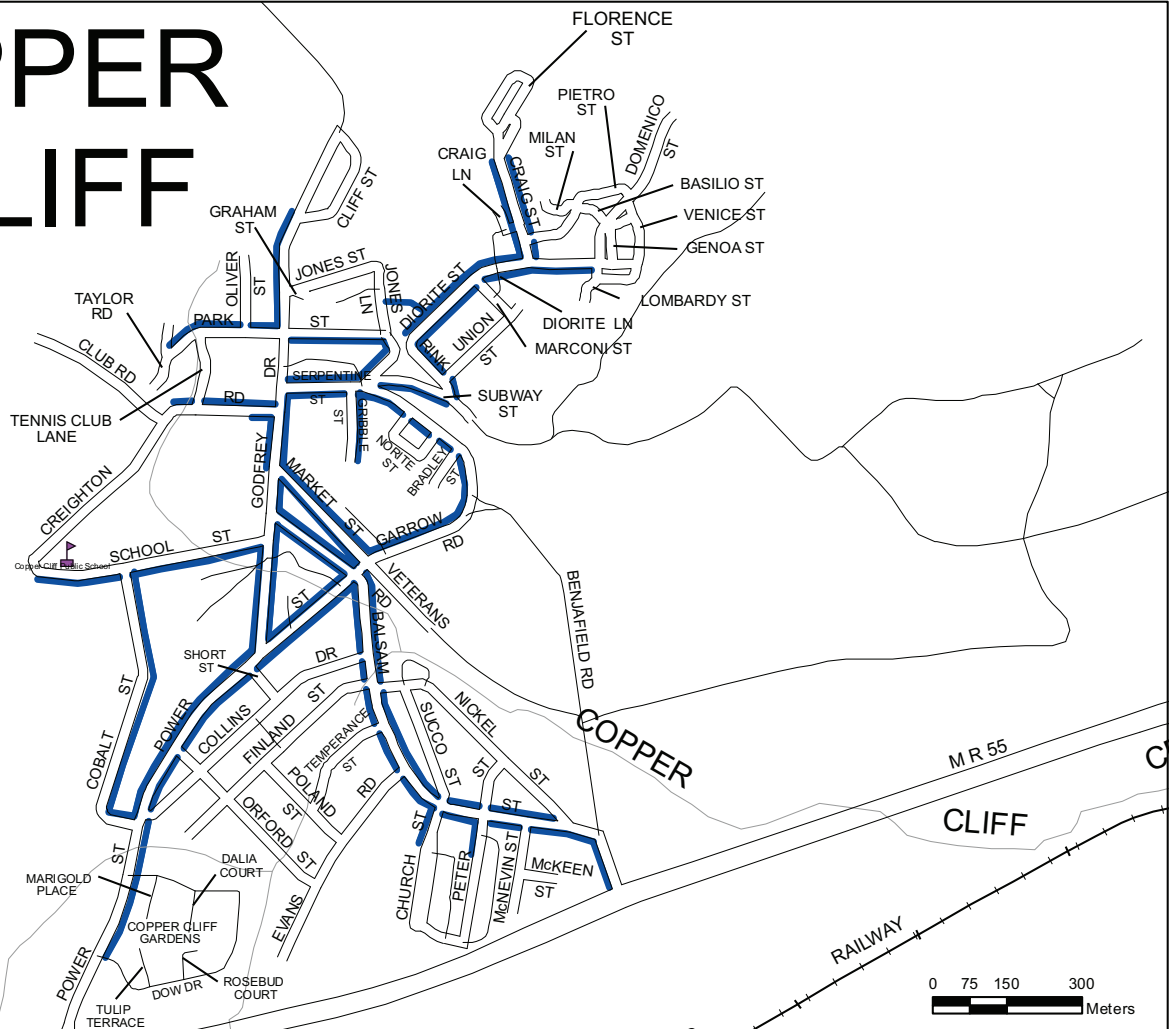 PPER
LIFF
FLORENCE
ST
PIETRO
ST
MILAN
ST
DOMENICO
ST
CRAIG
LN
CRAIG ST
BASILIO ST
VENICE ST
GENOA ST
LOMBARDY ST
CLIFF ST
GRAHAM
ST
OLIVER
ST
JONES ST
JONES
LN
DIORITE ST
DIORITE LN
MARCONI ST
UNION
ST
RINK
SUBWAY
ST
TAYLOR
RD
PARK
ST
CLUB RD
DR
SERPENTINE
ST
RD
TENNIS CLUB
LANE
ST
GRIBBLE
NORITE
ST
BRADLEY
ST
GODFREY
MARKET
ST
GARROW
RD
CREIGHTON
SCHOOL
ST
Copper Cliff Public School
VETERANS
RD
BALSAM
BENJAFIELD RD
ST
SHORT
ST
DR
COLLINS
FINLAND
ST
TEMPERANCE
ST
POLAND
ST
RD
ORFORD
ST
POWER
ST
COBALT
ST
SUCCO
ST
NICKEL
ST
ST
ST
COPPER
CLIFF
M R 55
C
MARIGOLD
PLACE
DALIA
COURT
COPPER CLIFF
GARDENS
EVANS
CHURCH
ST
PETER
McNEVIN ST
McKEEN
ST
POWER
DOW DR
ROSEBUD
COURT
TULIP
TERRACE
RAILWAY
0 75 150 300
Meters